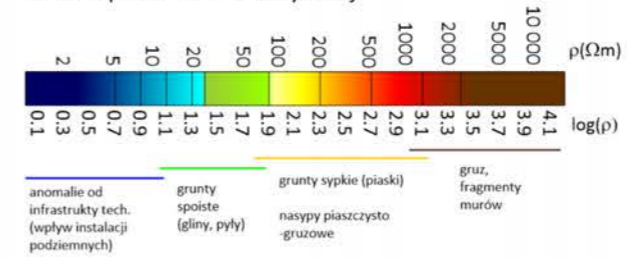 2 5 10 20 50 100 200 500 1000 2000 10 000 ρ(Ωm)
0.1 0.3 0.5 0.7 0.9 1.1 1.3 1.5 1.7 1.9 2.1 2.3 2.5 2.7 2.9 3.1 3.3 3.5 3.7 3.9 4.1 log(ρ)
anomalie od
infrastrukty tech.
(wpływ instalacji
podziemnych)
grunty
spoiste
(gliny, pyły)
grunty sypkie (piaski)
nasypy piaszczysto
-gruzowe
gruz,
fragmenty
murów